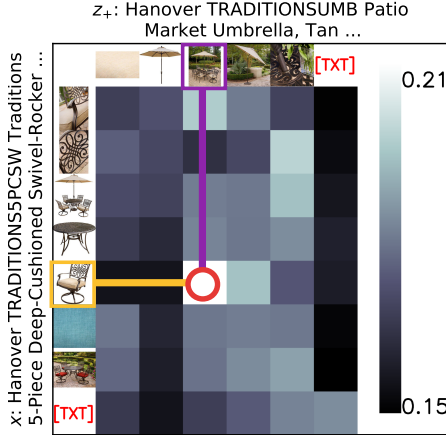 z₊: Hanover TRADITIONSUMB Patio
Market Umbrella, Tan ...
x: Hanover TRADITIONS5PCSW Traditions
5-Piece Deep-Cushioned Swivel-Rocker ...
[TXT]
0.21
[TXT]
0.15